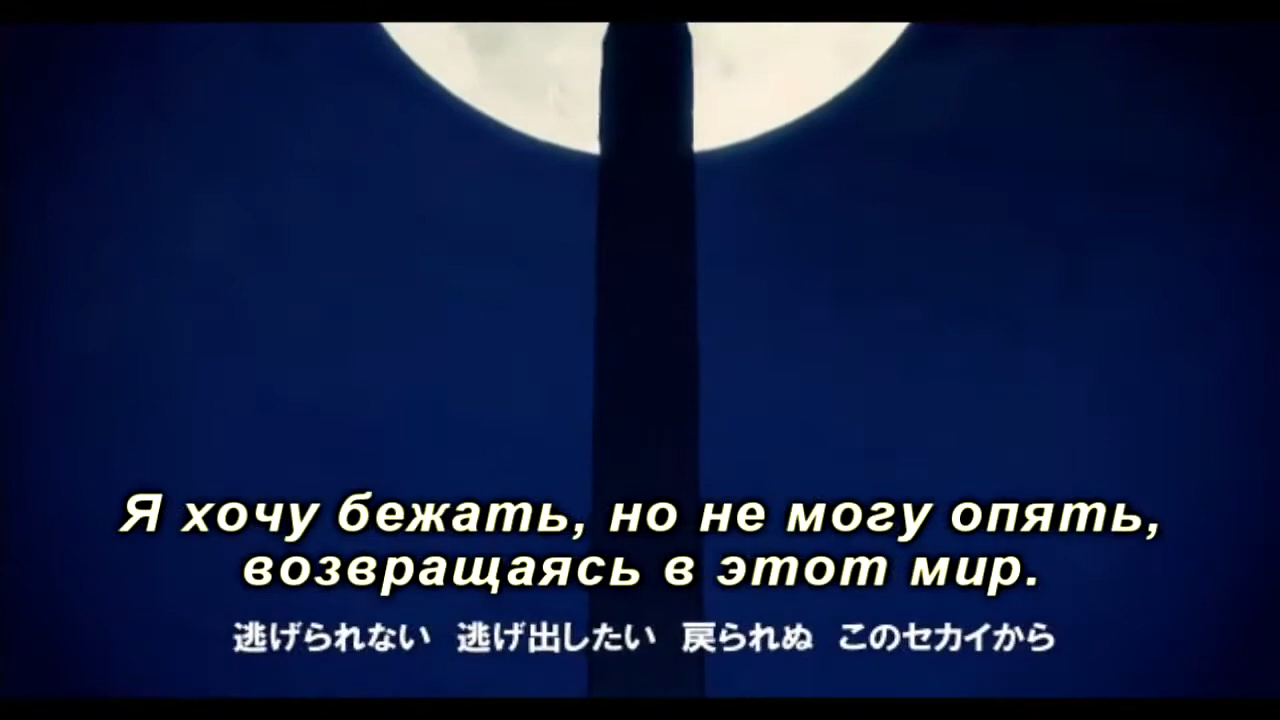 Я хочу бежать, но не могу опять,
возвращаясь в этот мир.
逃げられない 逃げ出したい 戻られぬ このセカイから